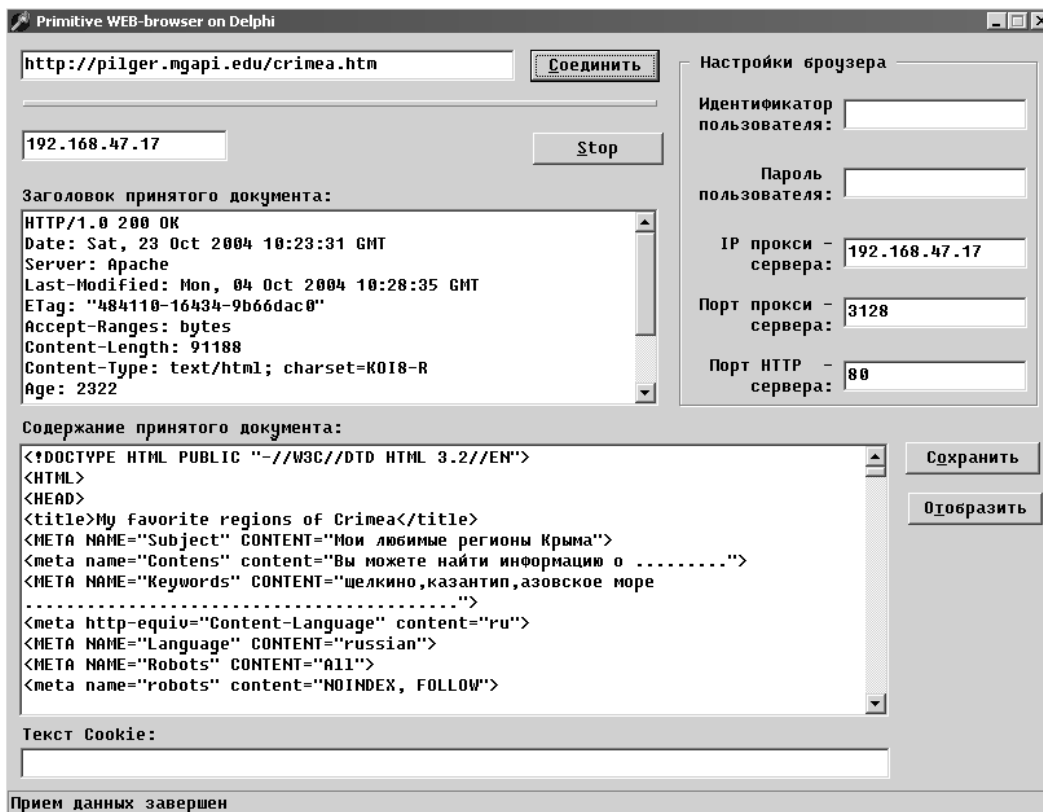 Primitive WEB-browser on Delphi
http://pilger.mgapi.edu/crimea.htm
Соединить
192.168.47.17
Stop
Заголовок принятого документа:
HTTP/1.0 200 OK
Date: Sat, 23 Oct 2004 10:23:31 GMT
Server: Apache
Last-Modified: Mon, 04 Oct 2004 10:28:35 GMT
ETag: "484110-16434-9b66dac0"
Accept-Ranges: bytes
Content-Length: 91188
Content-Type: text/html; charset=KOI8-R
Age: 2322
Настройки броузера
Идентификатор
пользователя:
Пароль
пользователя:
IP прокси -
сервера:
192.168.47.17
Порт прокси -
сервера:
3128
Порт HTTP -
сервера:
80
Содержание принятого документа:
<!DOCTYPE HTML PUBLIC "-//W3C//DTD HTML 3.2//EN">
<HTML>
<HEAD>
<title>My favorite regions of Crimea</title>
<META NAME="Subject" CONTENT="Мои любимые регионы Крыма">
<meta name="Contens" content="Вы можете найти информацию о .........">
<META NAME="Keywords" CONTENT="щелкино,казантип,азовское море
.........................................">
<meta http-equiv="Content-Language" content="ru">
<META NAME="Language" CONTENT="russian">
<META NAME="Robots" CONTENT="All">
<meta name="robots" content="NOINDEX, FOLLOW">
Сохранить
Отобразить
Текст Cookie:
Прием данных завершен